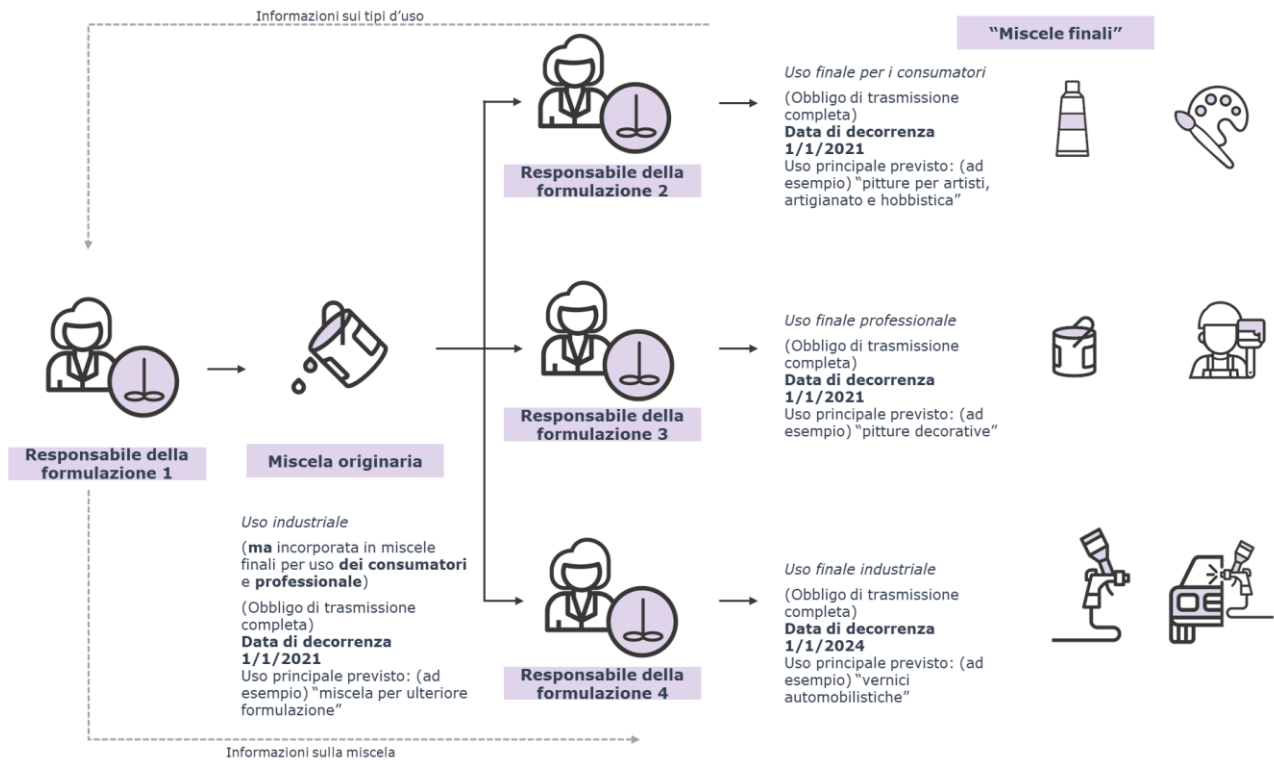 Informazioni sui tipi d’uso
“Miscele finali”
Uso finale per i consumatori
(Obbligo di trasmissione
completa)
Data di decorrenza
1/1/2021
Uso principale previsto: (ad
esempio) “pitture per artisti,
artigianato e hobbistica”
Responsabile della
formulazione 2
Uso finale professionale
(Obbligo di trasmissione
completa)
Data di decorrenza
1/1/2021
Uso principale previsto: (ad
esempio) “pitture decorative”
Responsabile della
formulazione 3
Responsabile della
formulazione 1
Miscela originaria
Uso industriale
(ma incorporata in miscele
finali per uso dei consumatori
e professionale)
(Obbligo di trasmissione
completa)
Data di decorrenza
1/1/2021
Uso principale previsto: (ad
esempio) “miscela per ulteriore
formulazione”
Uso finale industriale
(Obbligo di trasmissione
completa)
Data di decorrenza
1/1/2024
Uso principale previsto: (ad
esempio) “vernici
automobilistiche”
Responsabile della
formulazione 4
Informazioni sulla miscela